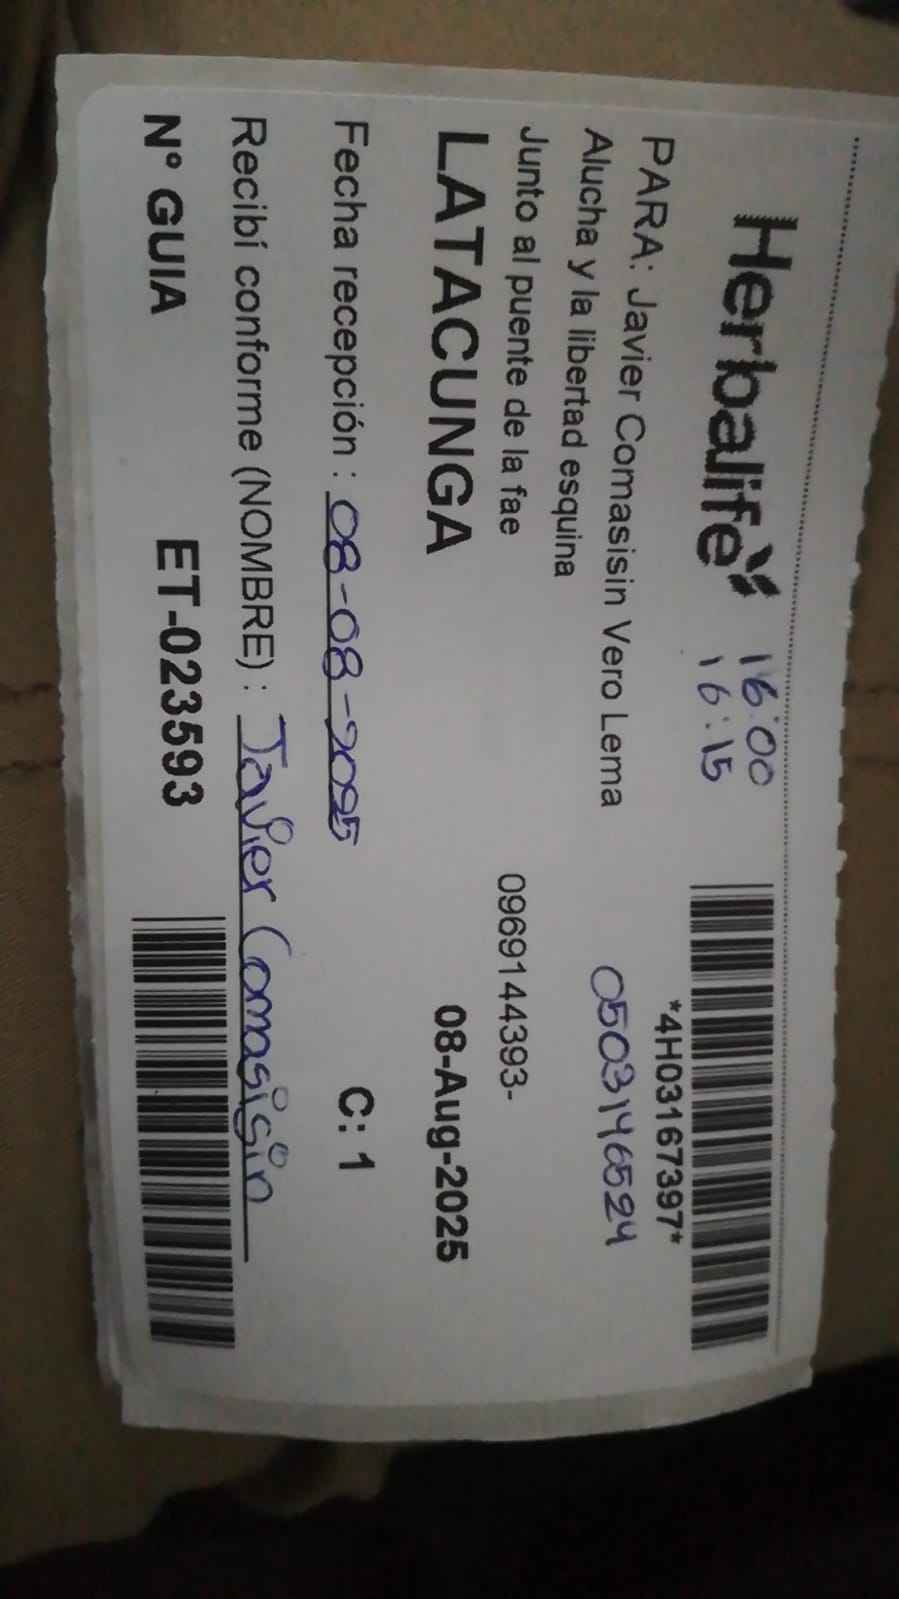 Herbalife
16:00
16:15
*4H03167397*
PARA: Javier Comasisin Vero Lema
0503146524
Alucha y la libertad esquina
Junto al puente de la fae
0969144393-
LATACUNGA
08-Aug-2025
Fecha recepción : 08-08-2025
C: 1
Recibí conforme (NOMBRE) : Javier Comasisin
N° GUIA
ET-023593